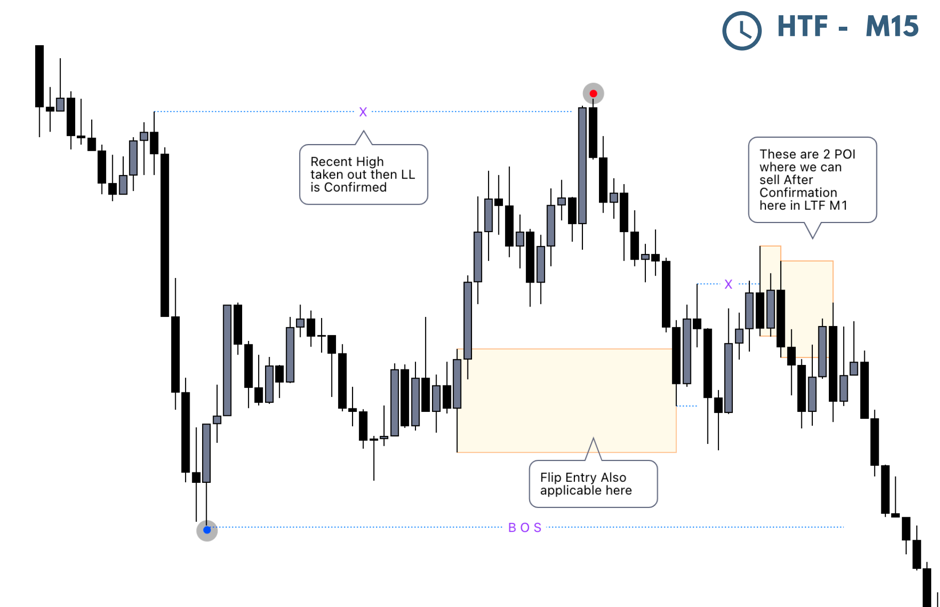 HTF - M15
X
Recent High
taken out then LL
is Confirmed
These are 2 POI
where we can
sell After
Confirmation
here in LTF M1
X
Flip Entry Also
applicable here
BOS